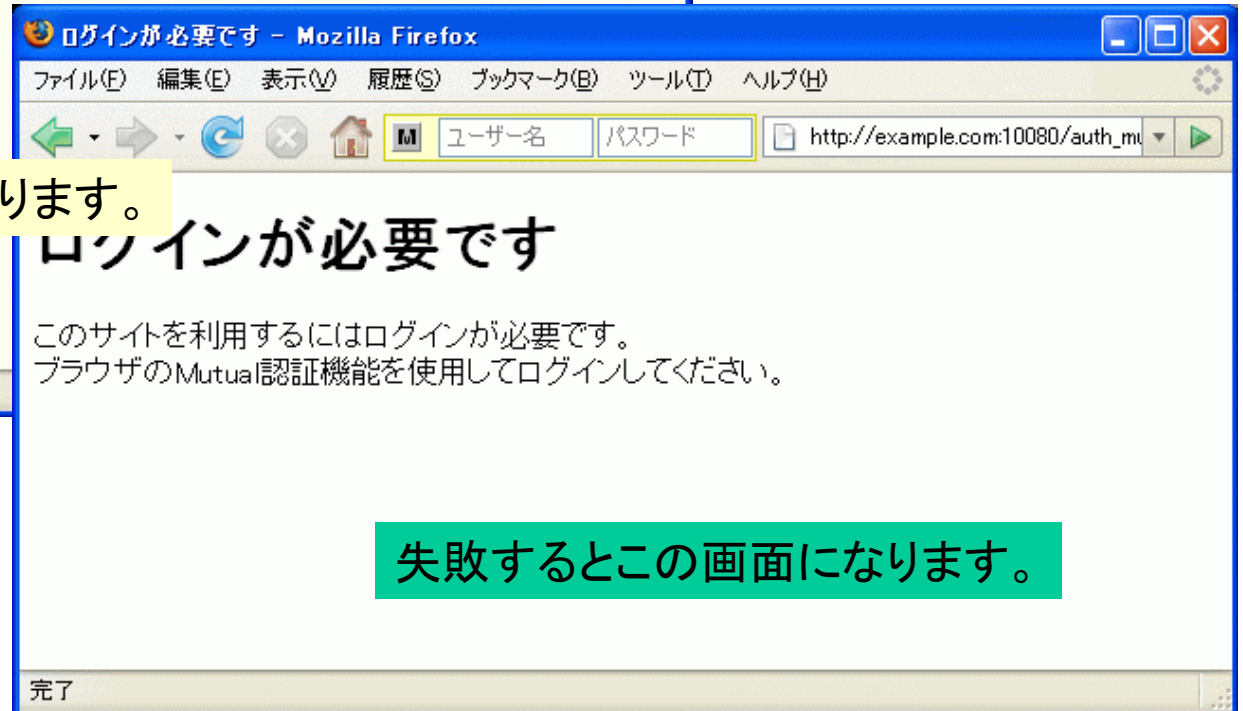 ログインが必要です - Mozilla Firefox
ファイル(F) 編集(E) 表示(V) 履歴(S) ブックマーク(B) ツール(T) ヘルプ(H)
M ユーザー名 パスワード http://example.com:10080/auth_mu
ります。
ログインが必要です
このサイトを利用するにはログインが必要です。
ブラウザのMutual認証機能を使用してログインしてください。
失敗するとこの画面になります。
完了